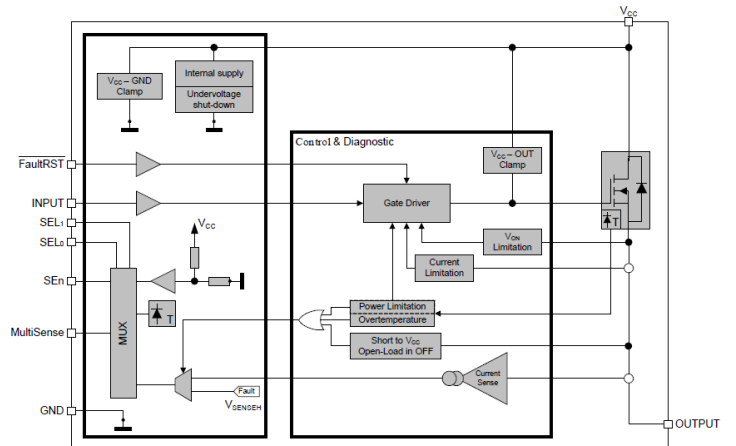 VCC
VCC – GND
Clamp
Internal supply
Undervoltage
shut-down
Control & Diagnostic
FaultRST
VCC – OUT
Clamp
INPUT
Gate Driver
SEL1
SEL0
VCC
T
VON
Limitation
Current
Limitation
SEn
MUX
T
Power Limitation
Overtemperature
MultiSense
Short to VCC
Open-Load in OFF
Current
Sense
Fault
VSENSEH
GND
OUTPUT